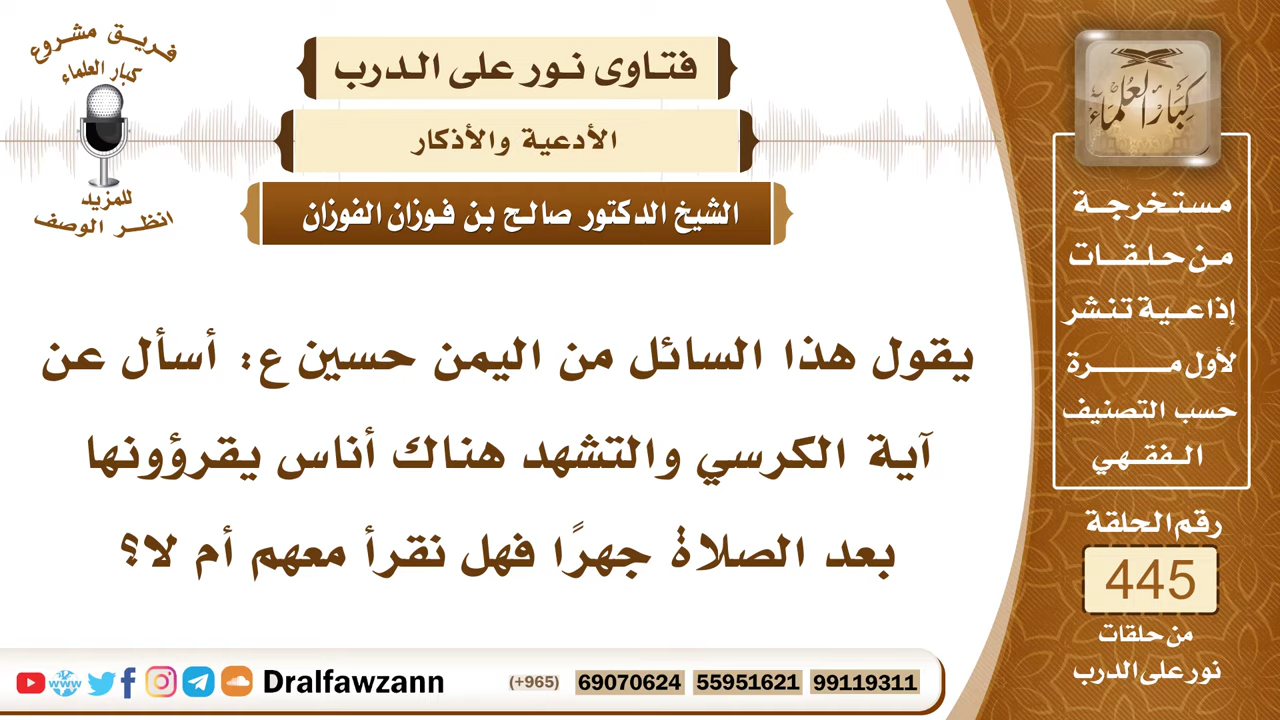 فريق مشروع
كبار العلماء
للمزيد
انظر الوصف
فتاوى نور على الدرب
الأدعية والأذكار
الشيخ الدكتور صالح بن فوزان الفوزان
يقول هذا السائل من اليمن حسين ع: أسأل عن
آية الكرسي والتشهد هناك أناس يقرؤونها
بعد الصلاة جهرًا فهل نقرأ معهم أم لا؟
كبار العلماء
مستخرجة
من حلقات
إذاعية تنشر
لأول مرة
حسب التصنيف
الفقهي
رقم الحلقة
445
من حلقات
نور على الدرب
www Dralfawzann (+965) 69070624 55951621 99119311